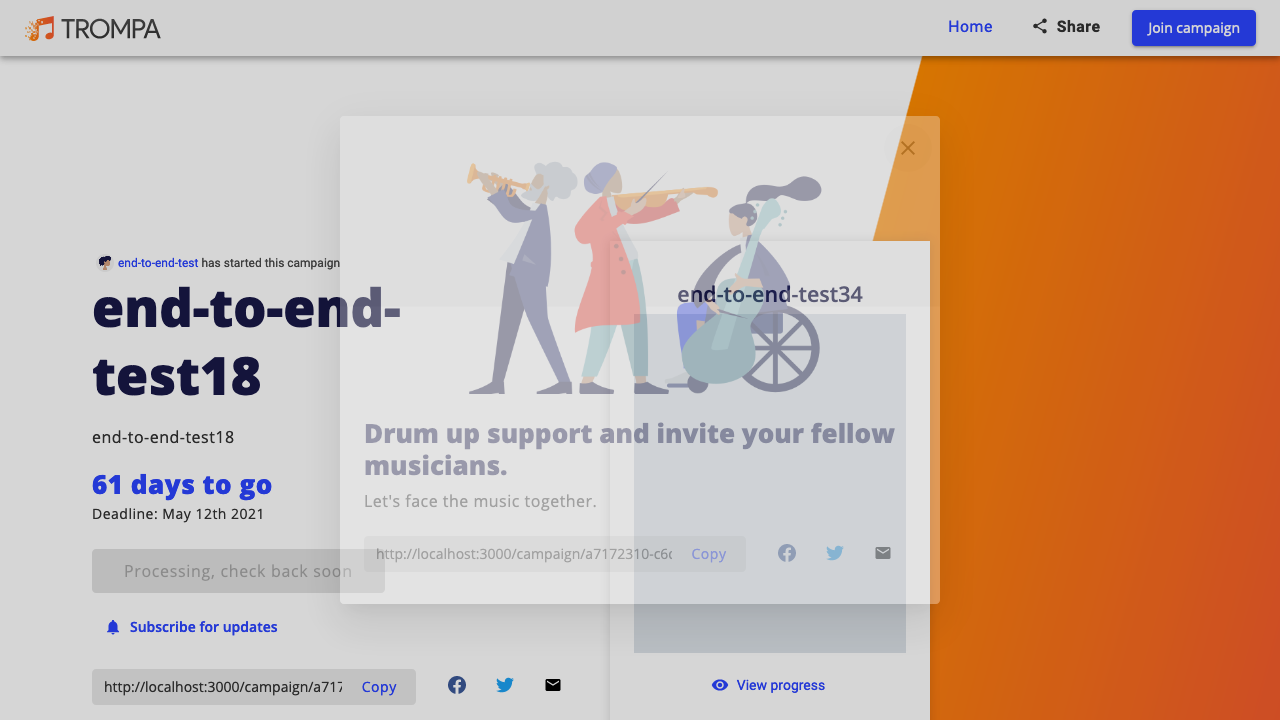 TROMPA
Home
Share
Join campaign
end-to-end-test has started this campaign
end-to-end-
test18
end-to-end-test18
61 days to go
Deadline: May 12th 2021
Processing, check back soon
Subscribe for updates
http://localhost:3000/campaign/a717
Copy
end-to-end-test34
Drum up support and invite your fellow
musicians.
Let's face the music together.
http://localhost:3000/campaign/a7172310-c6c
Copy
View progress